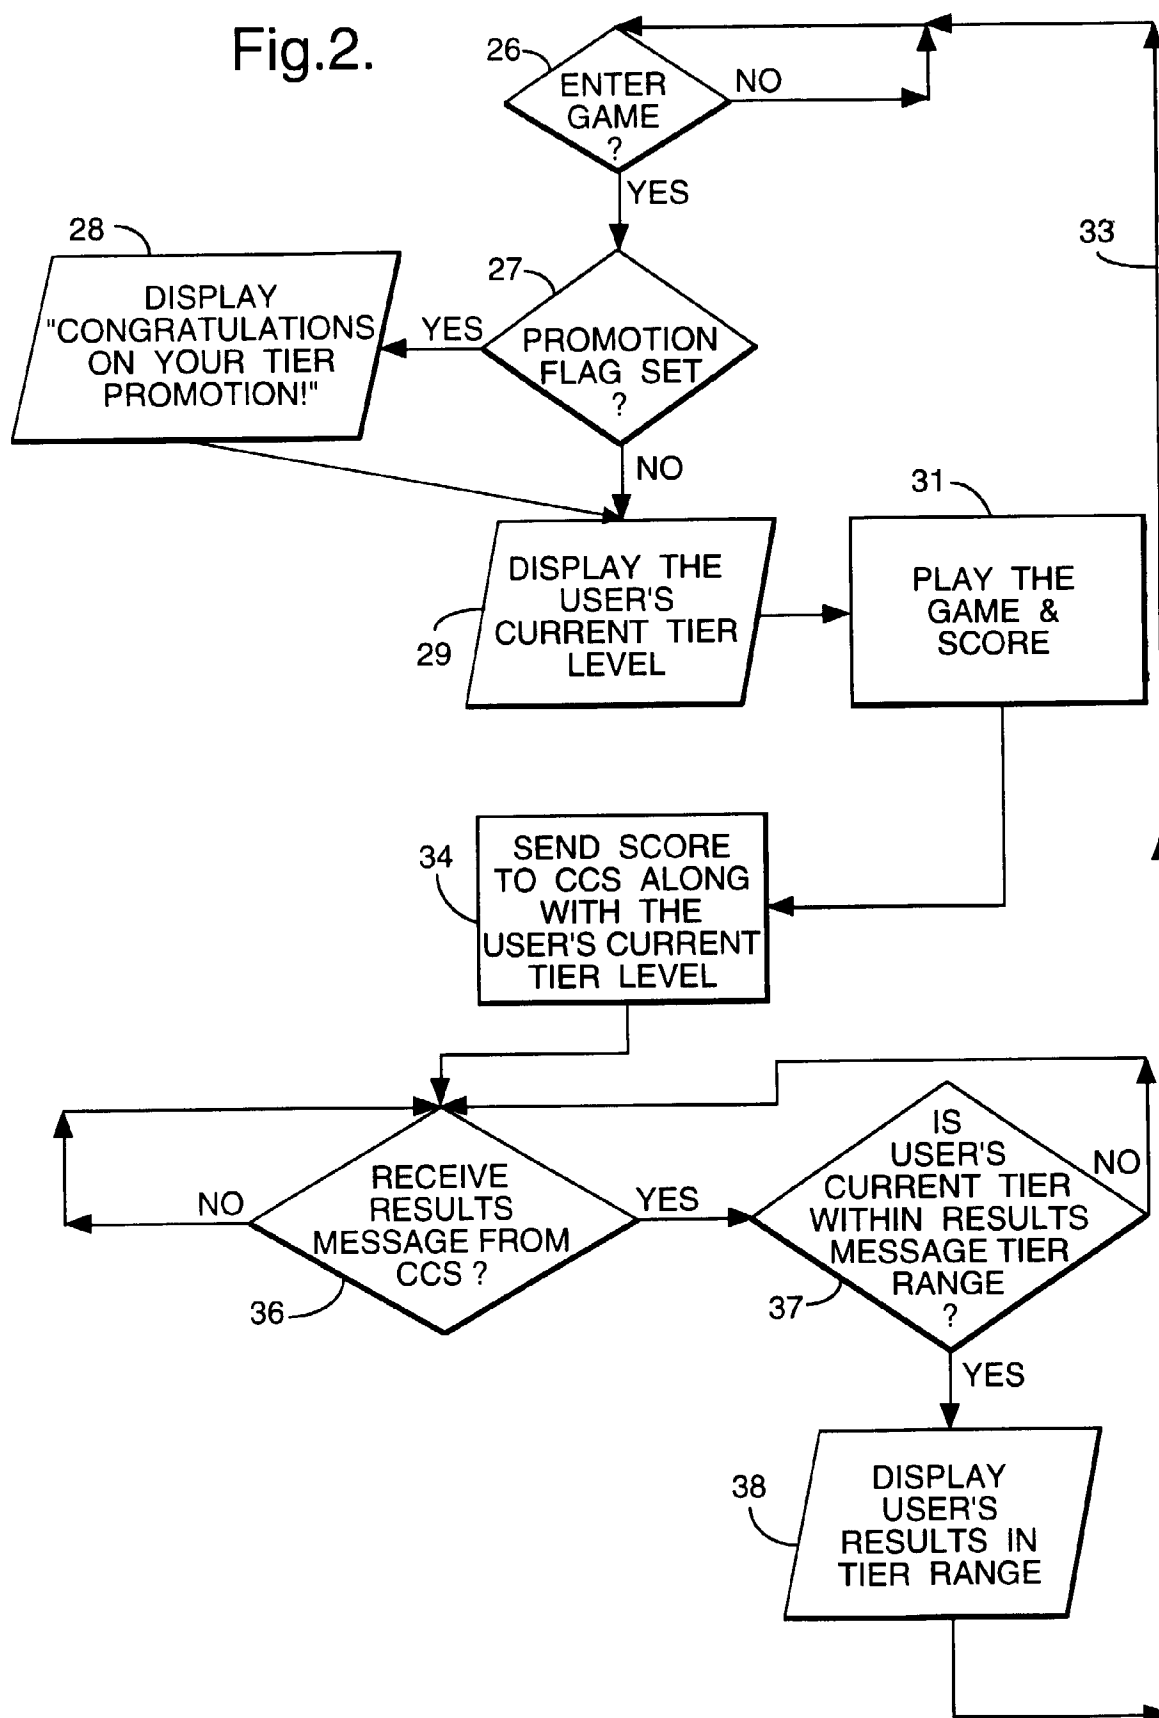 Fig.2.
26
ENTER
GAME
?
NO
YES
28
DISPLAY
"CONGRATULATIONS
ON YOUR TIER
PROMOTION!"
27
YES
PROMOTION
FLAG SET
?
NO
33
29
DISPLAY THE
USER'S
CURRENT TIER
LEVEL
31
PLAY THE
GAME &
SCORE
34
SEND SCORE
TO CCS ALONG
WITH THE
USER'S CURRENT
TIER LEVEL
NO
RECEIVE
RESULTS
MESSAGE FROM
CCS ?
36
YES
IS
USER'S
CURRENT TIER
WITHIN RESULTS
MESSAGE TIER
RANGE
?
37
NO
YES
38
DISPLAY
USER'S
RESULTS IN
TIER RANGE